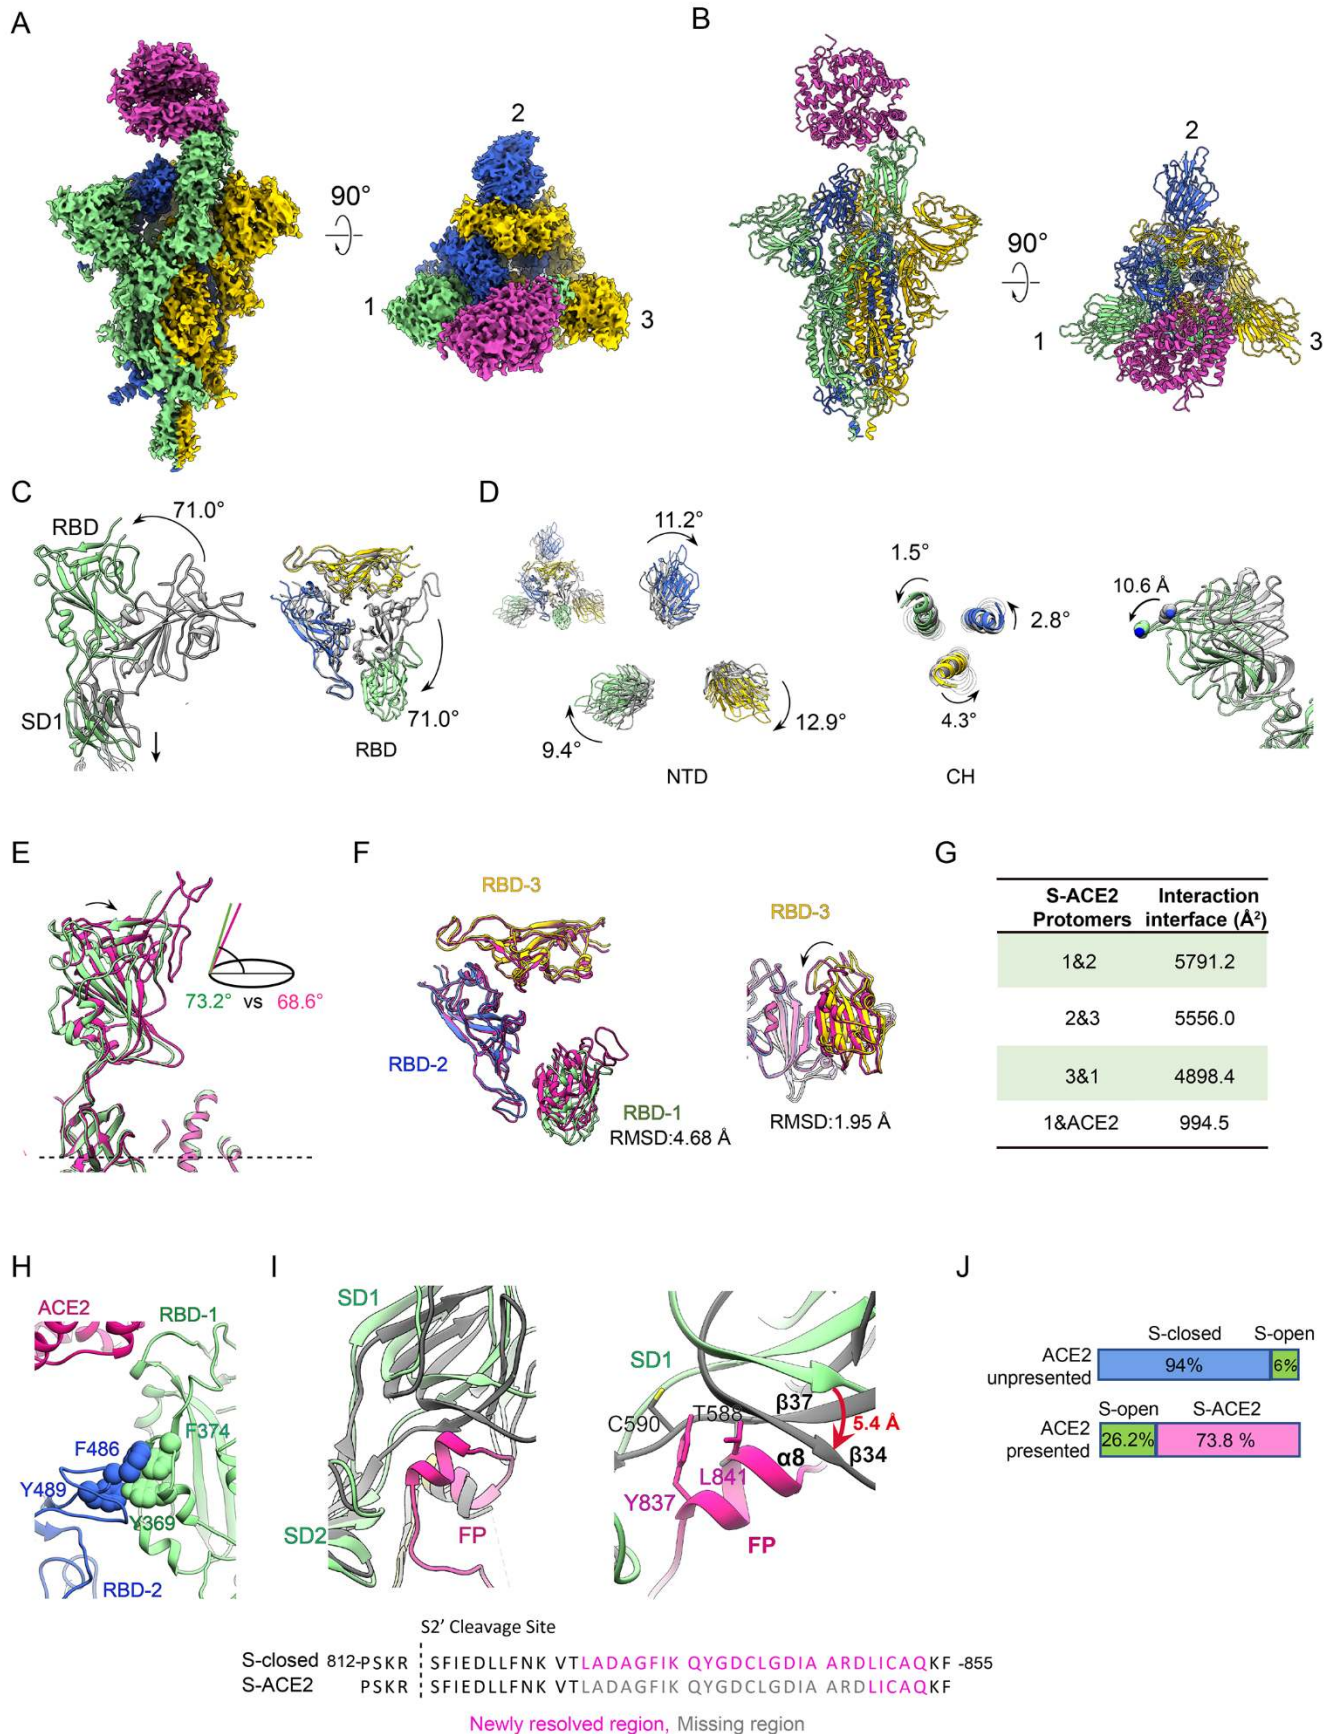 A
B
2
90°
1
3
2
90°
1
3
C
RBD
71.0°
SD1
71.0°
RBD
D
11.2°
9.4°
12.9°
NTD
1.5°
2.8°
4.3°
CH
10.6 Å
E
73.2° vs 68.6°
F
RBD-3
RBD-2
RBD-1
RMSD:4.68 Å
RBD-3
RMSD:1.95 Å
G
S-ACE2 Protomers Interaction interface (Å²)
1&2 5791.2
2&3 5556.0
3&1 4898.4
1&ACE2 994.5
H
ACE2
RBD-1
F374
F486
Y489
Y369
RBD-2
I
SD1
SD2
FP
SD1
C590
T588
β37
5.4 Å
α8
β34
L841
Y837
FP
J
S-closed S-open
ACE2 unpresented 94% 6%
S-open S-ACE2
ACE2 presented 26.2% 73.8 %
S2' Cleavage Site
S-closed 812-PSKR SFIEDLLFNK VTLADAGFIK QYGDCLGDIA ARDLICAQKF -855
S-ACE2 PSKR SFIEDLLFNK VTLADAGFIK QYGDCLGDIA ARDLICAQKF
Newly resolved region, Missing region